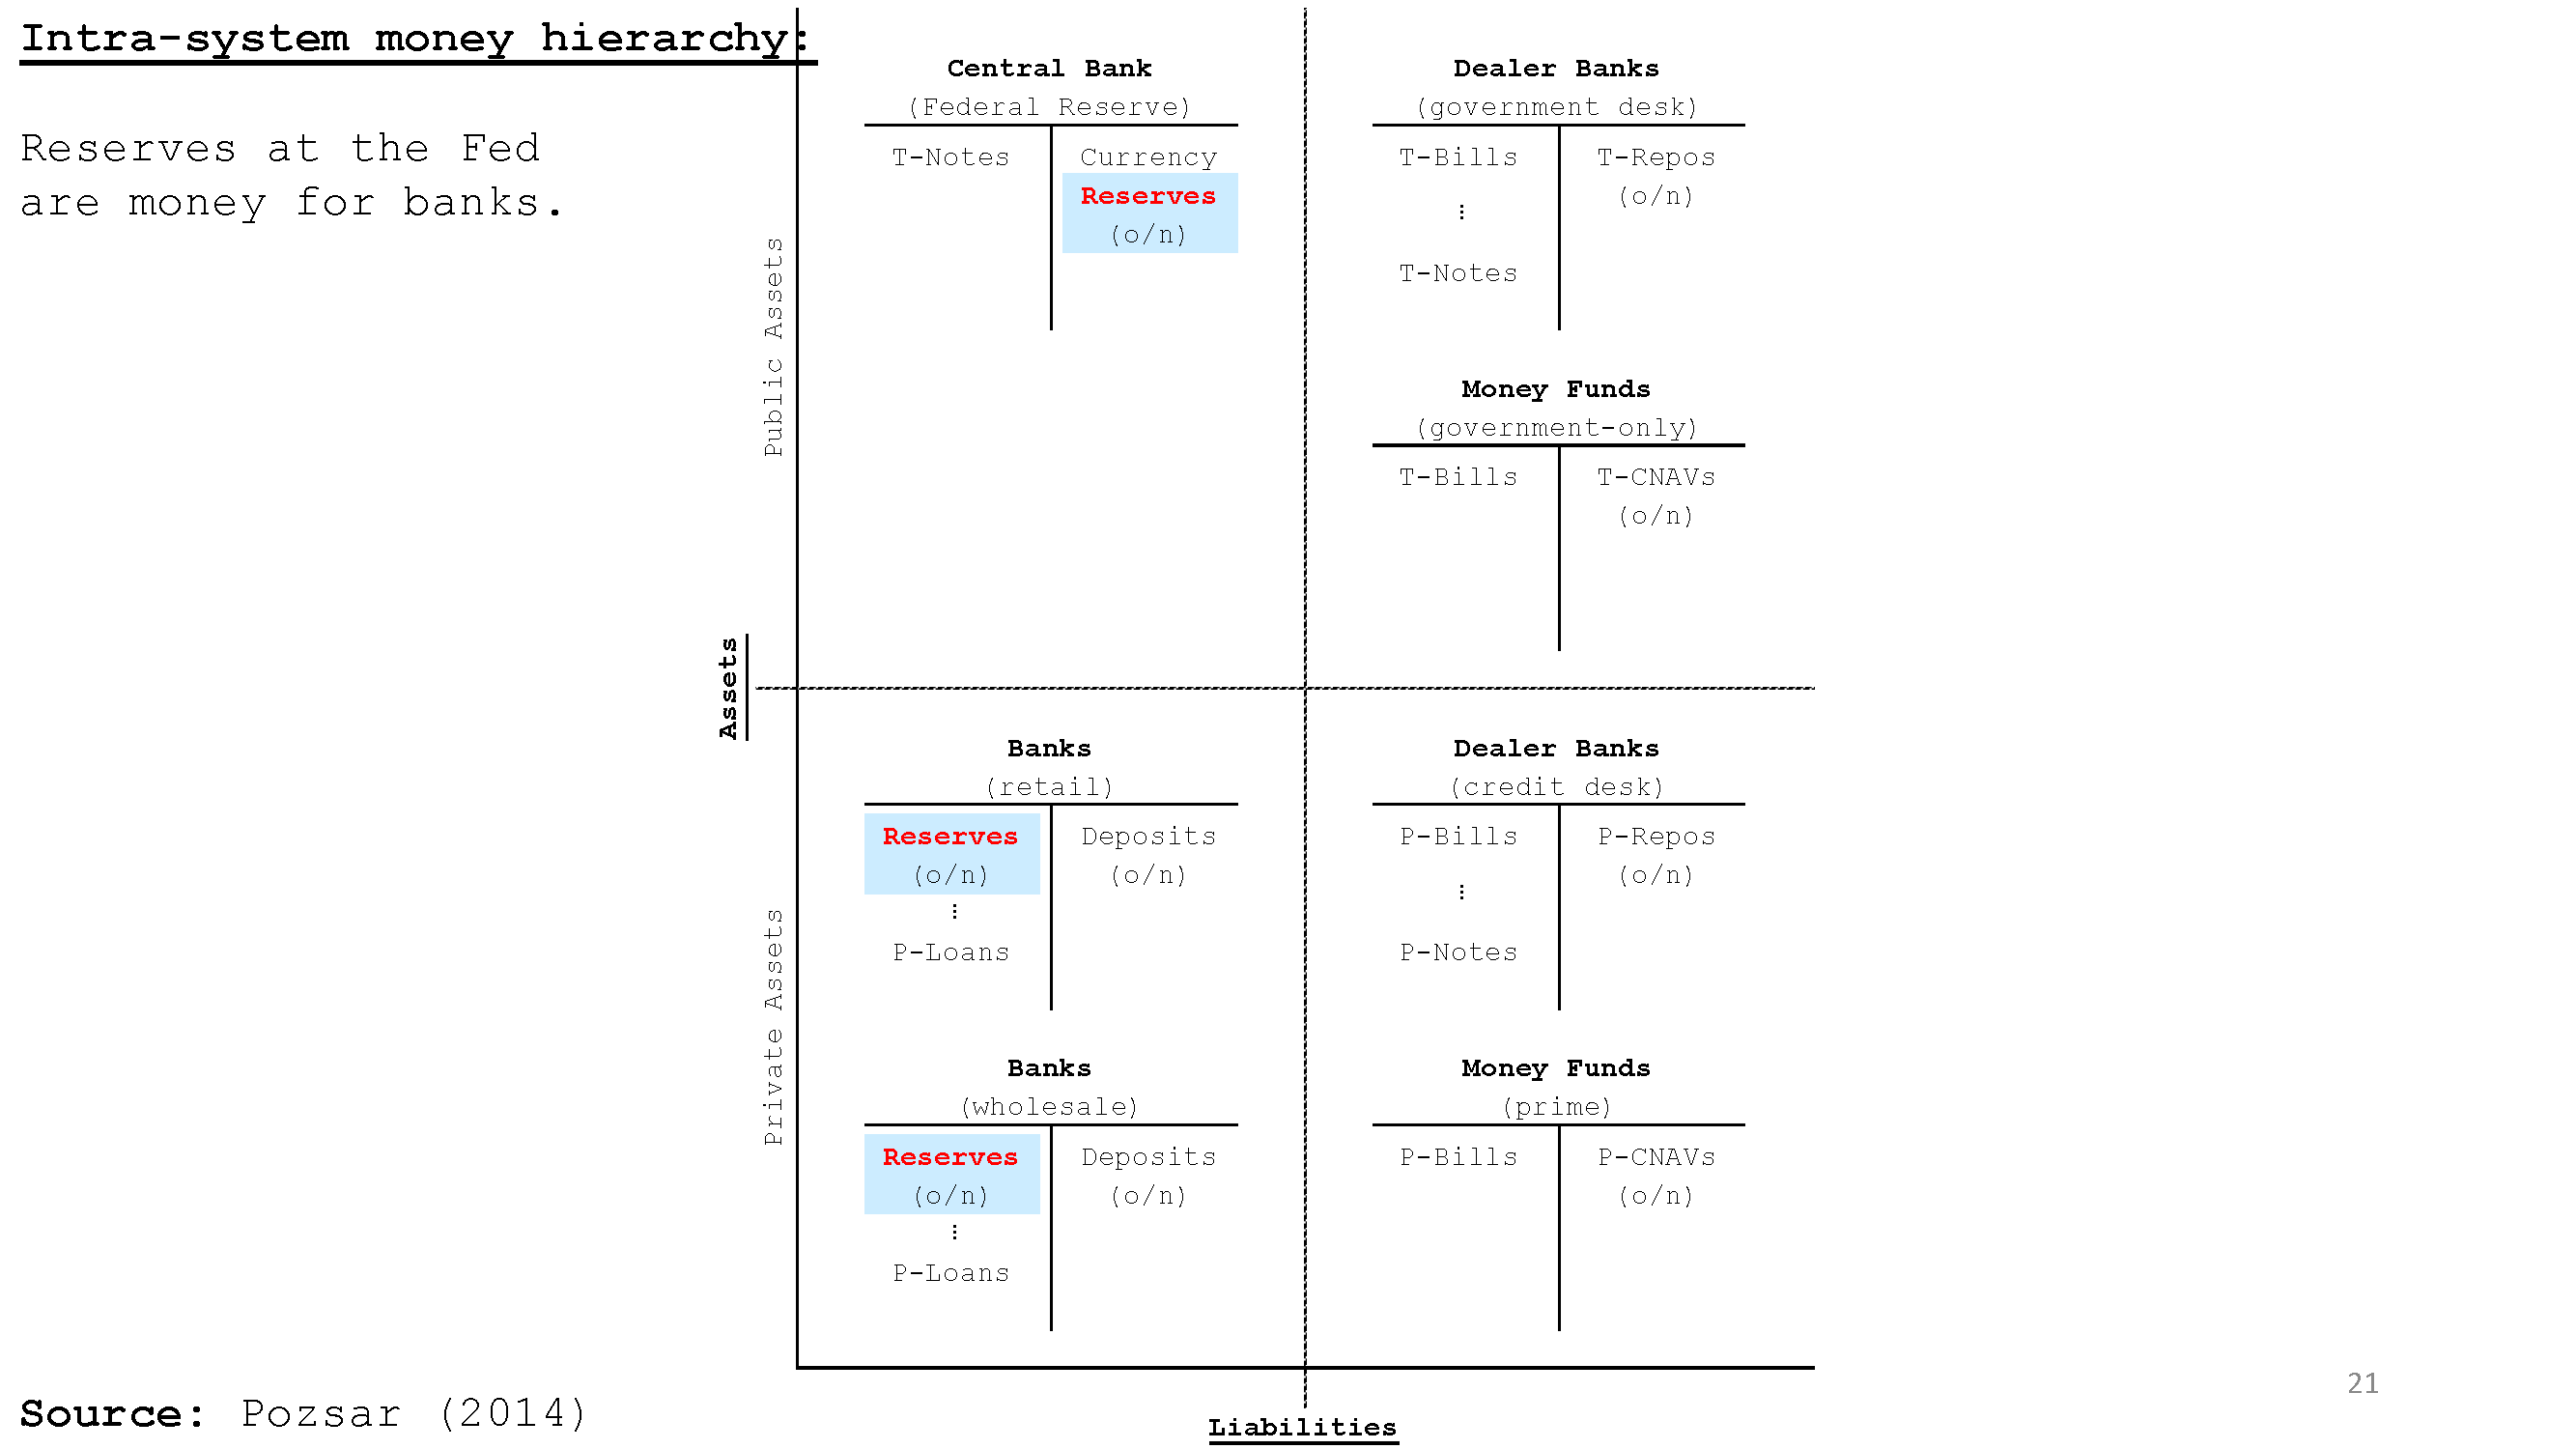 Intra-system money hierarchy:
Reserves at the Fed
are money for banks.
Source: Pozsar (2014)
Assets
Public Assets
Private Assets
Central Bank
(Federal Reserve)
T-Notes Currency
Reserves
(o/n)
Dealer Banks
(government desk)
T-Bills T-Repos
(o/n)
⋮
T-Notes
Money Funds
(government-only)
T-Bills T-CNAVs
(o/n)
Banks
(retail)
Reserves Deposits
(o/n) (o/n)
⋮
P-Loans
Dealer Banks
(credit desk)
P-Bills P-Repos
(o/n)
⋮
P-Notes
Banks
(wholesale)
Reserves Deposits
(o/n) (o/n)
⋮
P-Loans
Money Funds
(prime)
P-Bills P-CNAVs
(o/n)
Liabilities
21